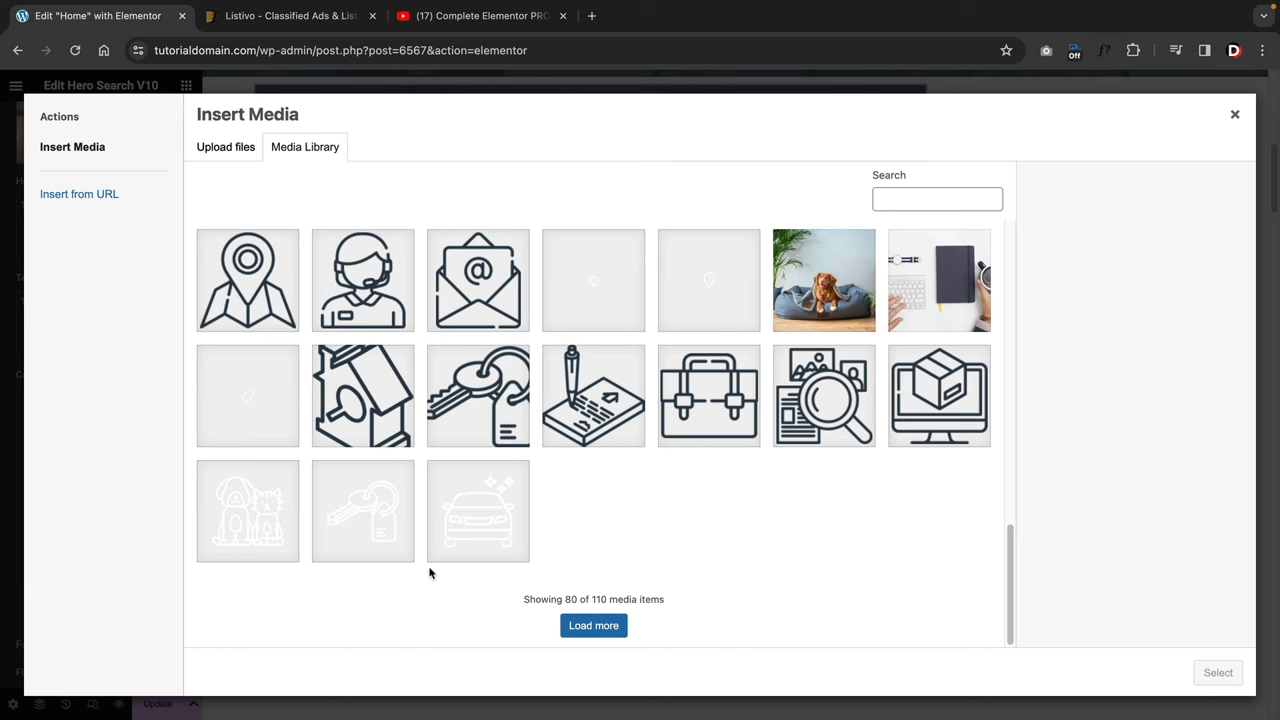 Edit "Home" with Elementor
Listivo - Classified Ads & List
(17) Complete Elementor PRO
tutorialdomain.com/wp-admin/post.php?post=6567&action=elementor
Off
D
Edit Hero Search V10
Actions
Insert Media
Insert from URL
Insert Media
Upload files
Media Library
Search
Showing 80 of 110 media items
Load more
Select
Update